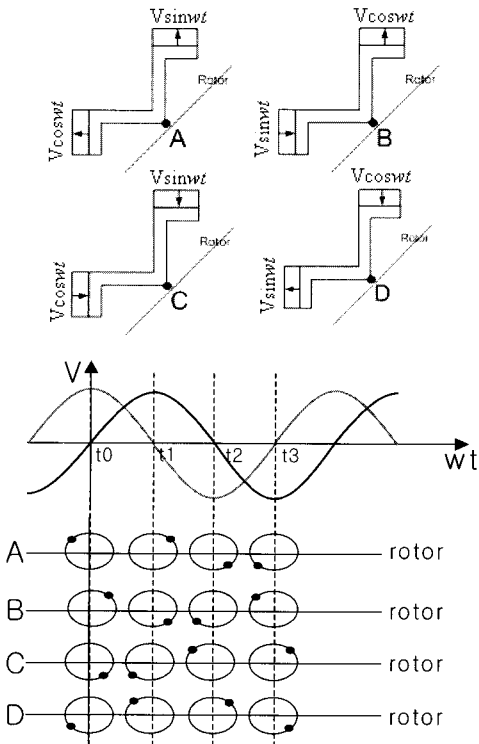 Vsinwt
Vcoswt
Rotor
A
Vcoswt
Vsinwt
Rotor
B
Vsinwt
Vcoswt
Rotor
C
Vcoswt
Vsinwt
Rotor
D
V
t0 t1 t2 t3 wt
A rotor
B rotor
C rotor
D rotor